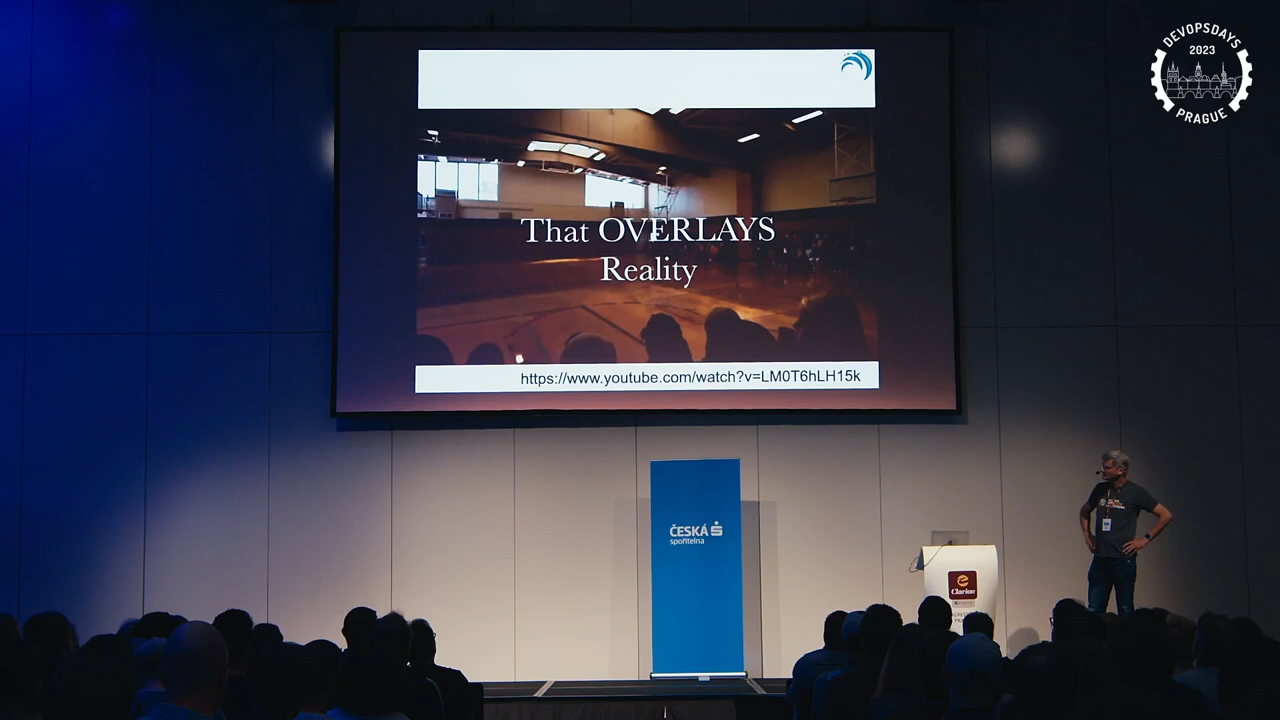 DEVOPSDAYS
2023
PRAGUE
That OVERLAYS
Reality
https://www.youtube.com/watch?v=LM0T6hLH15k
ČESKÁ
spořitelna
Clarion